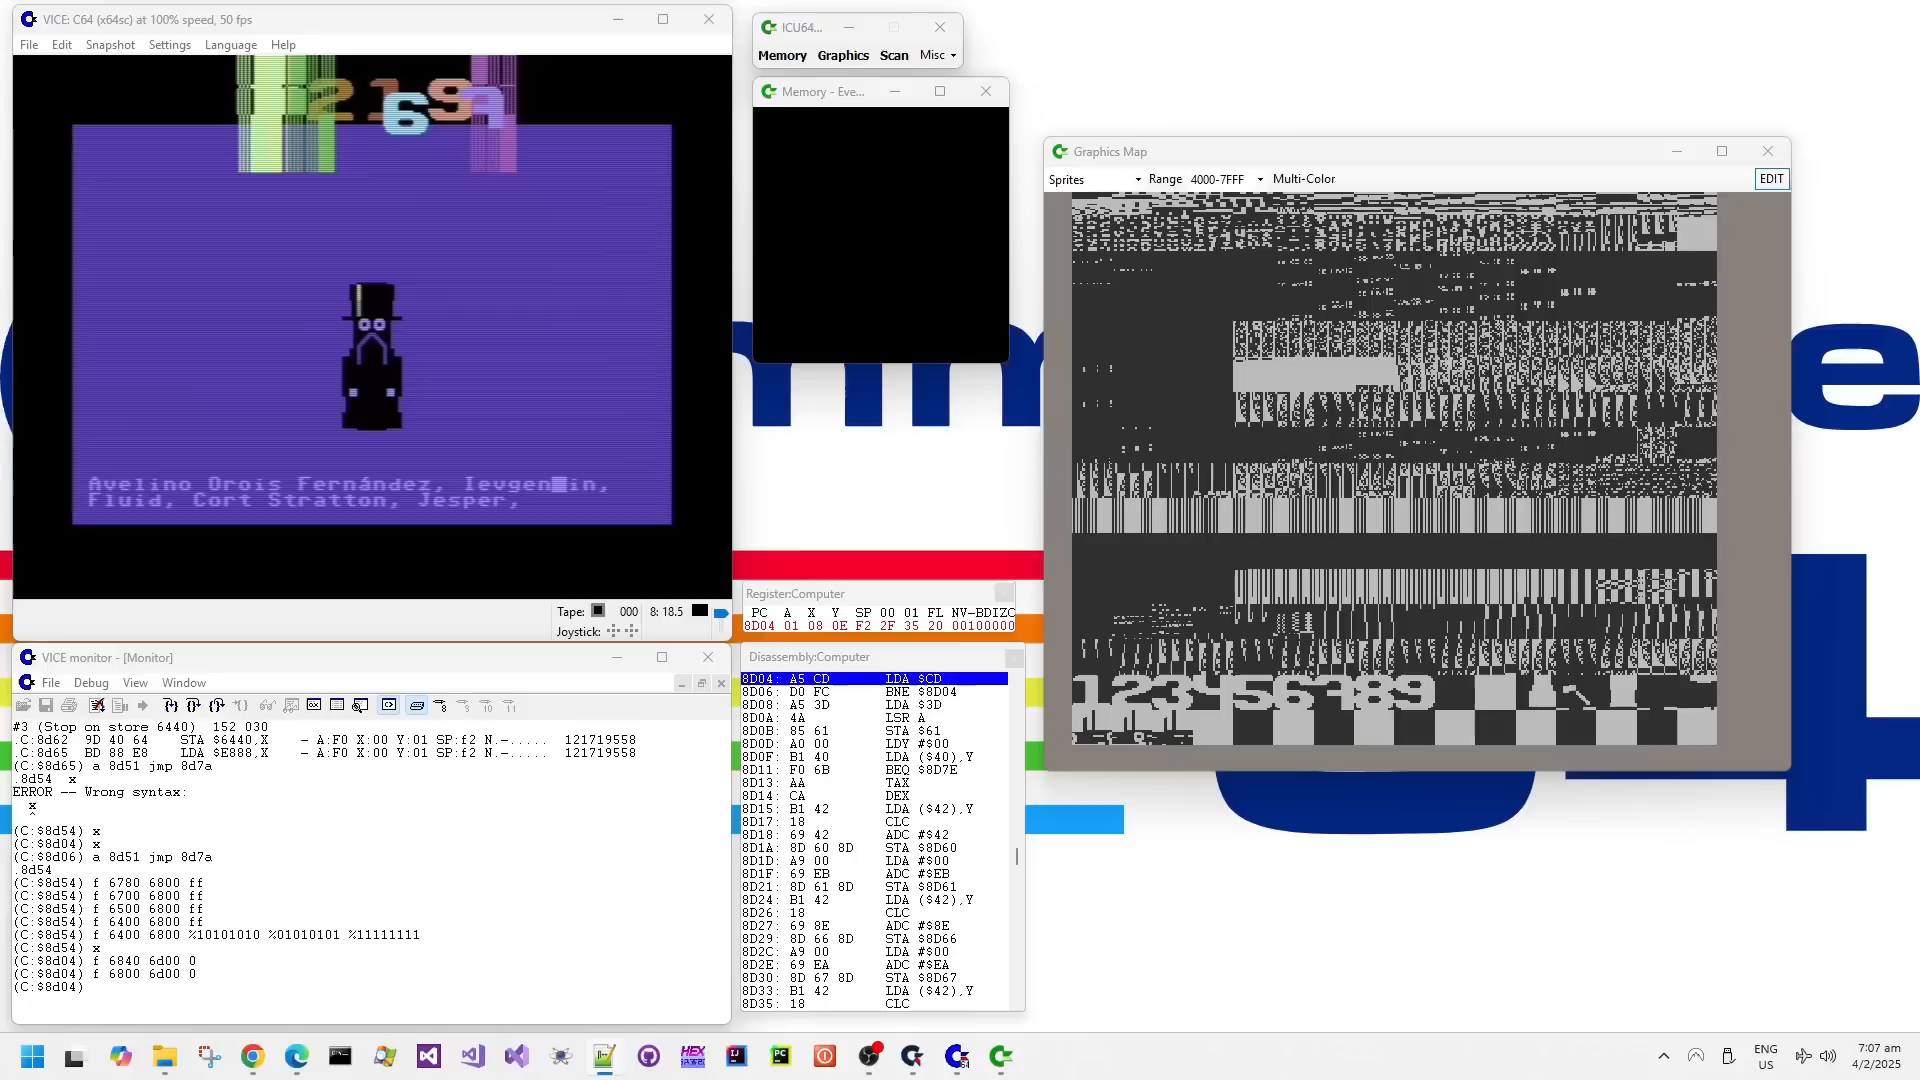 VICE: C64 (x64sc) at 100% speed, 50 fps
File Edit Snapshot Settings Language Help
2 1 6 9 A
Avelino Orois Fernández, Ievgen in,
Fluid, Cort Stratton, Jesper,
Tape: 000 8: 18.5
Joystick:
ICU64...
Memory Graphics Scan Misc
Memory - Eve...
Graphics Map
Sprites Range 4000-7FFF Multi-Color EDIT
123456789
Register:Computer
PC A X Y SP 00 01 FL NV-BDIZC
8D04 01 08 0E F2 2F 35 20 00100000
VICE monitor - [Monitor]
File Debug View Window
#3 (Stop on store 6440) 152 030
.C:8d62 9D 40 64 STA $6440,X - A:F0 X:00 Y:01 SP:f2 N.-..... 121719558
.C:8d65 BD 88 E8 LDA $E888,X - A:F0 X:00 Y:01 SP:f2 N.-..... 121719558
(C:$8d65) a 8d51 jmp 8d7a
.8d54 x
ERROR -- Wrong syntax:
x
^
(C:$8d54) x
(C:$8d04) x
(C:$8d06) a 8d51 jmp 8d7a
.8d54
(C:$8d54) f 6780 6800 ff
(C:$8d54) f 6700 6800 ff
(C:$8d54) f 6500 6800 ff
(C:$8d54) f 6400 6800 ff
(C:$8d54) f 6400 6800 %10101010 %01010101 %11111111
(C:$8d54) x
(C:$8d04) f 6840 6d00 0
(C:$8d04) f 6800 6d00 0
(C:$8d04)
Disassembly:Computer
8D04: A5 CD LDA $CD
8D06: D0 FC BNE $8D04
8D08: A5 3D LDA $3D
8D0A: 4A LSR A
8D0B: 85 61 STA $61
8D0D: A0 00 LDY #$00
8D0F: B1 40 LDA ($40),Y
8D11: F0 6B BEQ $8D7E
8D13: AA TAX
8D14: CA DEX
8D15: B1 42 LDA ($42),Y
8D17: 18 CLC
8D18: 69 42 ADC #$42
8D1A: 8D 60 8D STA $8D60
8D1D: A9 00 LDA #$00
8D1F: 69 EB ADC #$EB
8D21: 8D 61 8D STA $8D61
8D24: B1 42 LDA ($42),Y
8D26: 18 CLC
8D27: 69 8E ADC #$8E
8D29: 8D 66 8D STA $8D66
8D2C: A9 00 LDA #$00
8D2E: 69 EA ADC #$EA
8D30: 8D 67 8D STA $8D67
8D33: B1 42 LDA ($42),Y
8D35: 18 CLC
ENG
US
7:07 am
4/2/2025